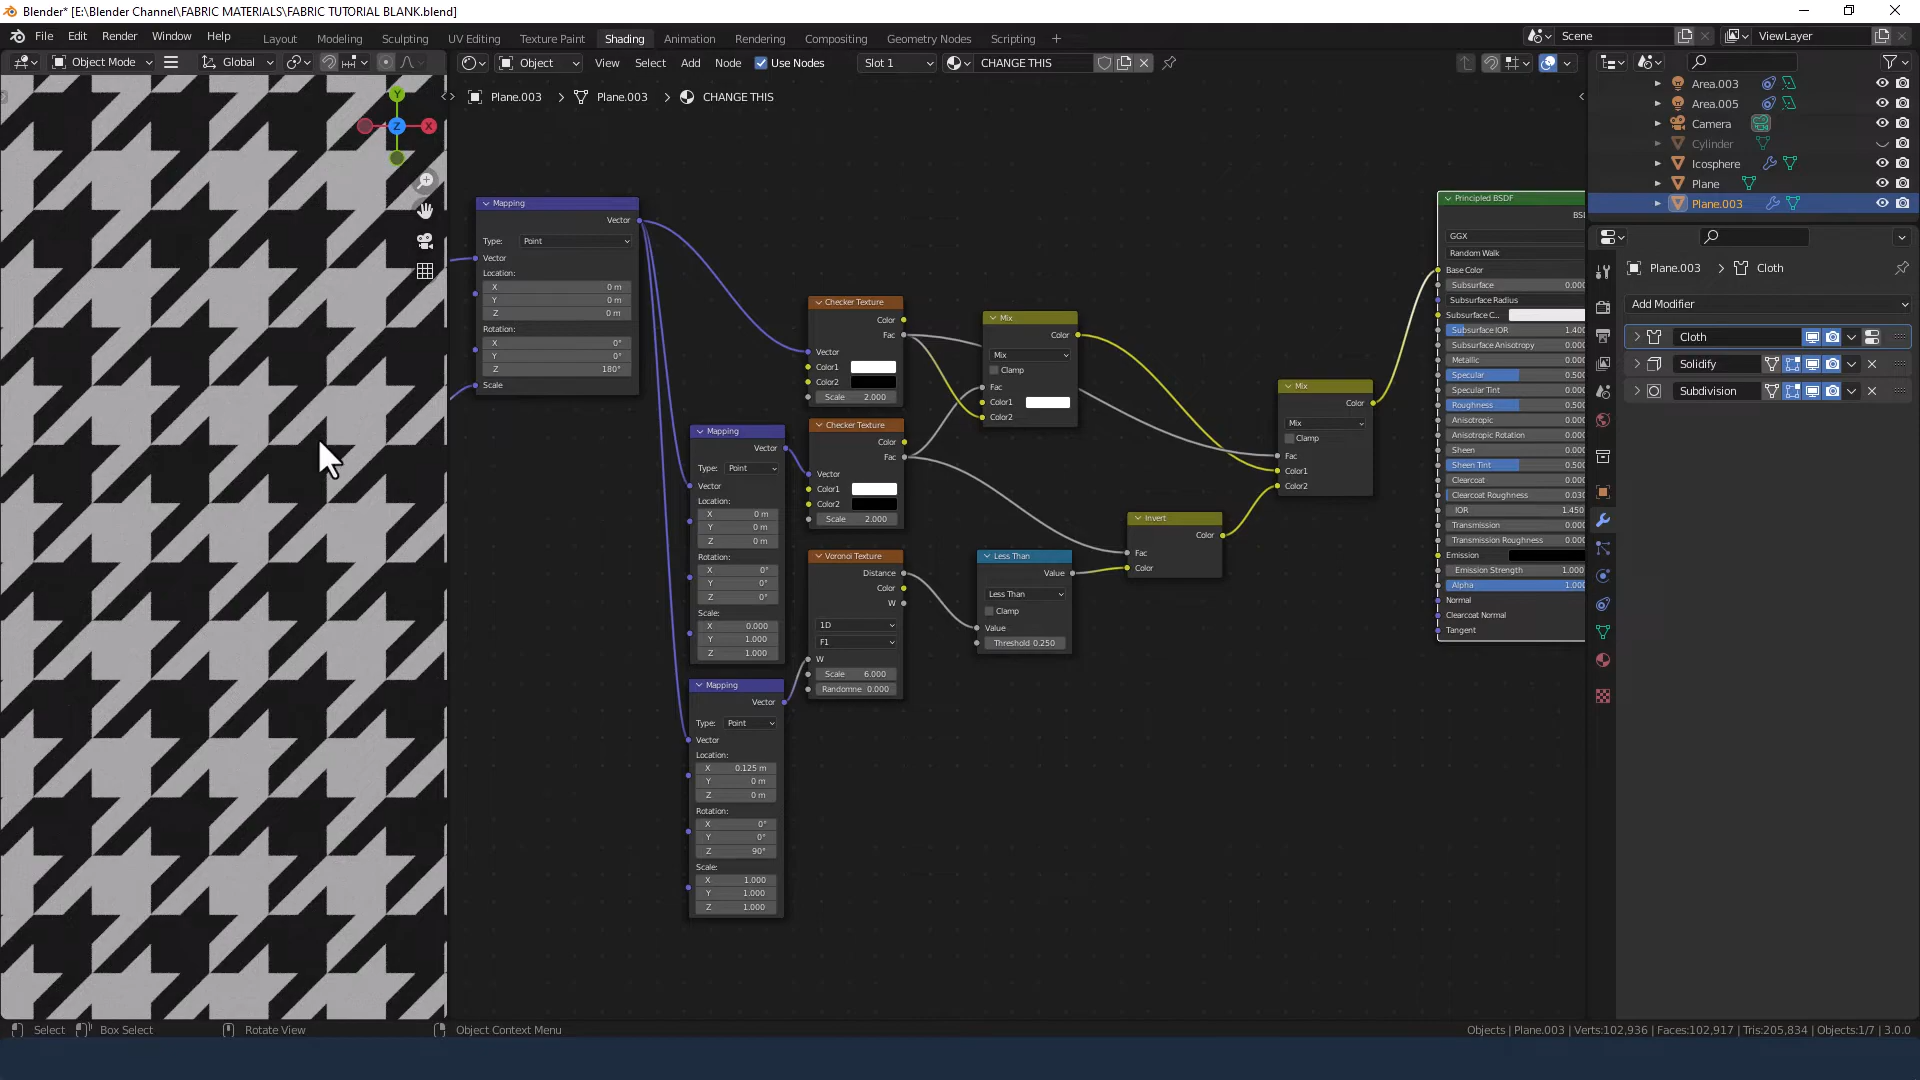 Blender* [E:\Blender Channel\FABRIC MATERIALS\FABRIC TUTORIAL BLANK.blend]
File Edit Render Window Help Layout Modeling Sculpting UV Editing Texture Paint Shading Animation Rendering Compositing Geometry Nodes Scripting + Scene ViewLayer
Object Mode Global Object View Select Add Node Use Nodes Slot 1 CHANGE THIS
Plane.003 > Plane.003 > CHANGE THIS
Y
Z
X
Mapping
Vector
Type: Point
Vector
Location:
X 0 m
Y 0 m
Z 0 m
Rotation:
X 0°
Y 0°
Z 180°
Scale
Mapping
Vector
Type: Point
Vector
Location:
X 0 m
Y 0 m
Z 0 m
Rotation:
X 0°
Y 0°
Z 0°
Scale:
X 0.000
Y 1.000
Z 1.000
Mapping
Vector
Type: Point
Vector
Location:
X 0.125 m
Y 0 m
Z 0 m
Rotation:
X 0°
Y 0°
Z 90°
Scale:
X 1.000
Y 1.000
Z 1.000
Checker Texture
Color
Fac
Vector
Color1
Color2
Scale 2.000
Checker Texture
Color
Fac
Vector
Color1
Color2
Scale 2.000
Voronoi Texture
Distance
Color
W
1D
F1
W
Scale 6.000
Randomne 0.000
Mix
Color
Mix
Clamp
Fac
Color1
Color2
Less Than
Value
Less Than
Clamp
Value
Threshold 0.250
Invert
Color
Fac
Color
Mix
Color
Mix
Clamp
Fac
Color1
Color2
Principled BSDF
BSD
GGX
Random Walk
Base Color
Subsurface 0.000
Subsurface Radius
Subsurface C..
Subsurface IOR 1.400
Subsurface Anisotropy 0.000
Metallic 0.000
Specular 0.500
Specular Tint 0.000
Roughness 0.500
Anisotropic 0.000
Anisotropic Rotation 0.000
Sheen 0.000
Sheen Tint 0.500
Clearcoat 0.000
Clearcoat Roughness 0.030
IOR 1.450
Transmission 0.000
Transmission Roughness 0.000
Emission
Emission Strength 1.000
Alpha 1.000
Normal
Clearcoat Normal
Tangent
Area.003
Area.005
Camera
Cylinder
Icosphere
Plane
Plane.003
Plane.003 > Cloth
Add Modifier
Cloth
Solidify
Subdivision
Select Box Select Rotate View Object Context Menu Objects | Plane.003 | Verts:102,936 | Faces:102,917 | Tris:205,834 | Objects:1/7 | 3.0.0